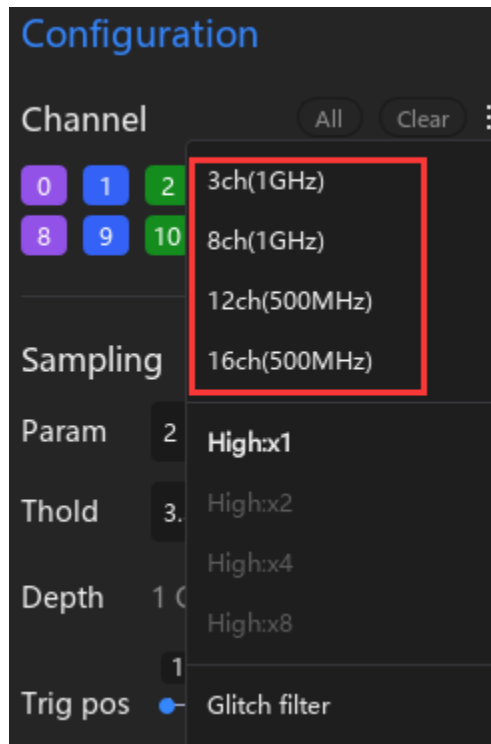 Configuration
Channel All Clear
0 1 2
8 9 10
3ch(1GHz)
8ch(1GHz)
12ch(500MHz)
16ch(500MHz)
Sampling
Param 2
High:x1
Thold 3.
High:x2
High:x4
Depth 1
High:x8
1
Trig pos
Glitch filter